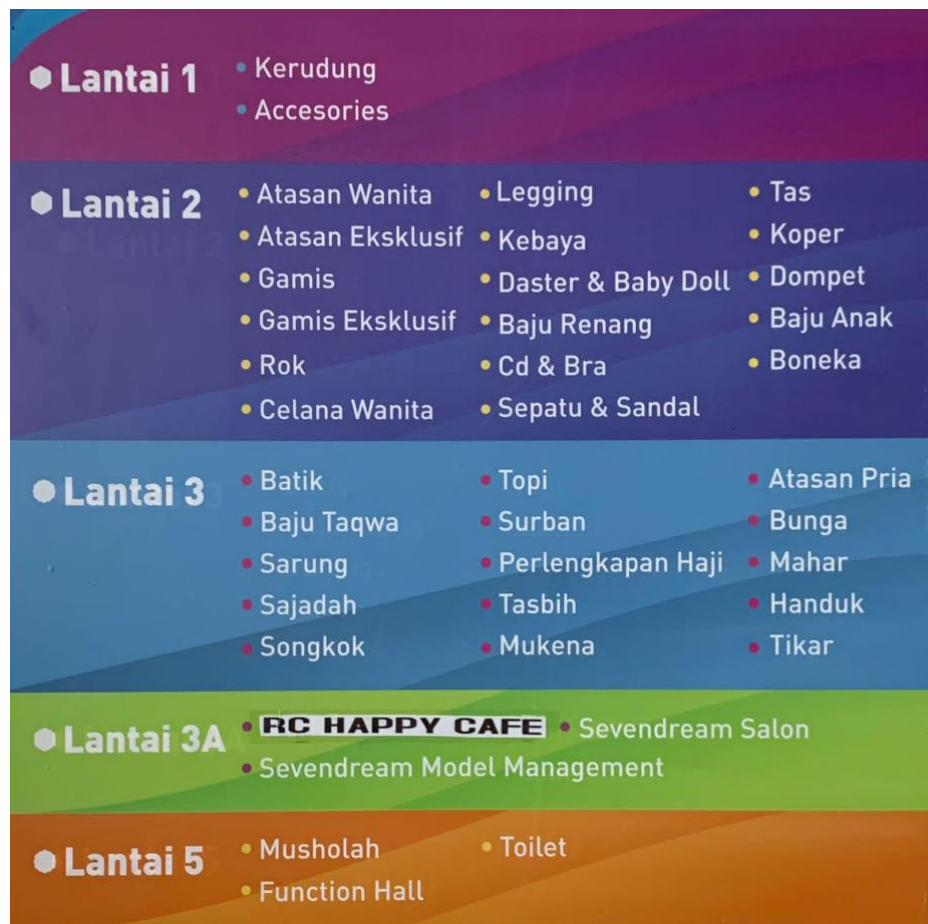 Lantai 1
Kerudung
Accesories
Lantai 2
Atasan Wanita
Atasan Eksklusif
Gamis
Gamis Eksklusif
Rok
Celana Wanita
Legging
Kebaya
Daster & Baby Doll
Baju Renang
Cd & Bra
Sepatu & Sandal
Tas
Koper
Dompet
Baju Anak
Boneka
Lantai 3
Batik
Baju Taqwa
Sarung
Sajadah
Songkok
Topi
Surban
Perlengkapan Haji
Tasbih
Mukena
Atasan Pria
Bunga
Mahar
Handuk
Tikar
Lantai 3A
RC HAPPY CAFE
Sevendream Salon
Sevendream Model Management
Lantai 5
Musholah
Function Hall
Toilet